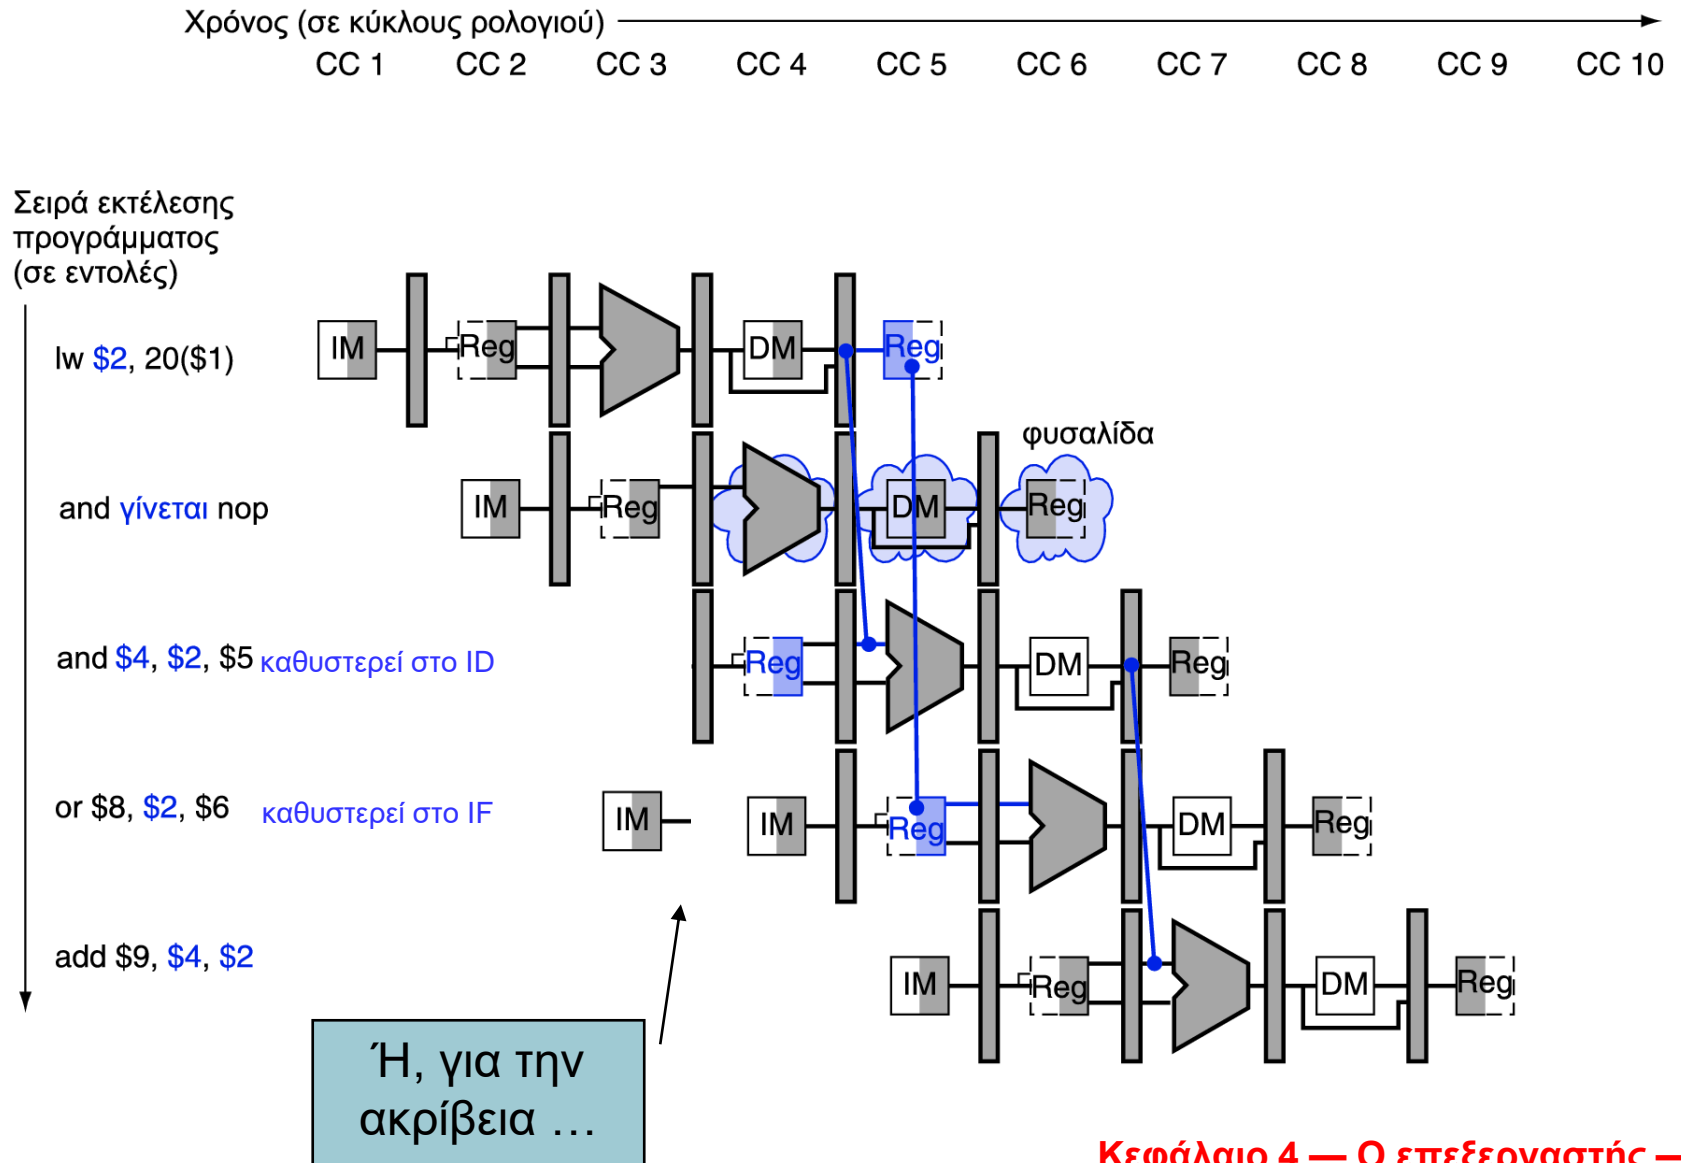 Χρόνος (σε κύκλους ρολογιού)
CC 1 CC 2 CC 3 CC 4 CC 5 CC 6 CC 7 CC 8 CC 9 CC 10
Σειρά εκτέλεσης
προγράμματος
(σε εντολές)
lw $2, 20($1)
IM Reg DM Reg
φυσαλίδα
and γίνεται nop
IM Reg DM Reg
and $4, $2, $5 καθυστερεί στο ID
Reg DM Reg
or $8, $2, $6 καθυστερεί στο IF
IM IM Reg DM Reg
add $9, $4, $2
IM Reg DM Reg
Ή, για την
ακρίβεια …
Κεφάλαιο 4 — Ο επεξεργαστής —